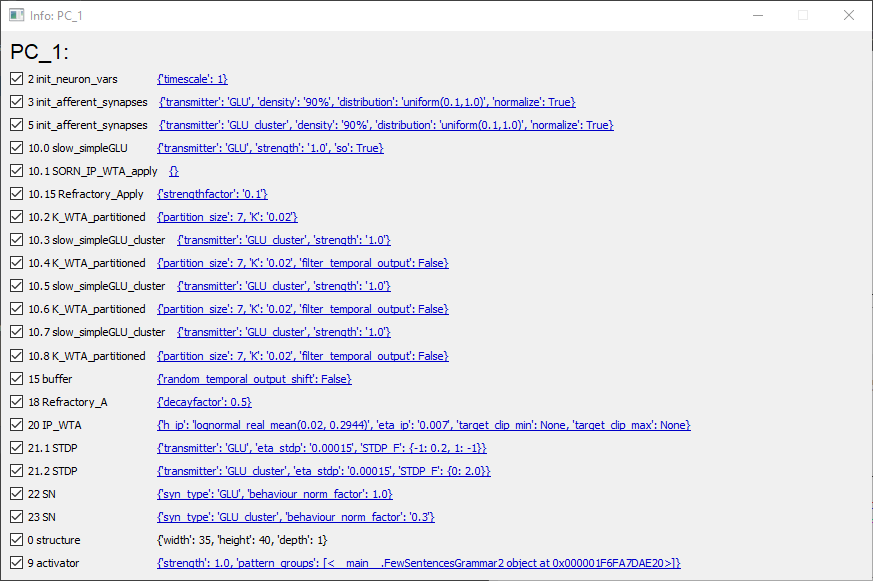 Info: PC_1
PC_1:
2 init_neuron_vars {'timescale': 1}
3 init_afferent_synapses {'transmitter': 'GLU', 'density': '90%', 'distribution': 'uniform(0.1,1.0)', 'normalize': True}
5 init_afferent_synapses {'transmitter': 'GLU_cluster', 'density': '90%', 'distribution': 'uniform(0.1,1.0)', 'normalize': True}
10.0 slow_simpleGLU {'transmitter': 'GLU', 'strength': '1.0', 'so': True}
10.1 SORN_IP_WTA_apply {}
10.15 Refractory_Apply {'strengthfactor': '0.1'}
10.2 K_WTA_partitioned {'partition_size': 7, 'K': '0.02'}
10.3 slow_simpleGLU_cluster {'transmitter': 'GLU_cluster', 'strength': '1.0'}
10.4 K_WTA_partitioned {'partition_size': 7, 'K': '0.02', 'filter_temporal_output': False}
10.5 slow_simpleGLU_cluster {'transmitter': 'GLU_cluster', 'strength': '1.0'}
10.6 K_WTA_partitioned {'partition_size': 7, 'K': '0.02', 'filter_temporal_output': False}
10.7 slow_simpleGLU_cluster {'transmitter': 'GLU_cluster', 'strength': '1.0'}
10.8 K_WTA_partitioned {'partition_size': 7, 'K': '0.02', 'filter_temporal_output': False}
15 buffer {'random_temporal_output_shift': False}
18 Refractory_A {'decayfactor': 0.5}
20 IP_WTA {'h_ip': 'lognormal_real_mean(0.02, 0.2944)', 'eta_ip': '0.007', 'target_clip_min': None, 'target_clip_max': None}
21.1 STDP {'transmitter': 'GLU', 'eta_stdp': '0.00015', 'STDP_F': {-1: 0.2, 1: -1}}
21.2 STDP {'transmitter': 'GLU_cluster', 'eta_stdp': '0.00015', 'STDP_F': {0: 2.0}}
22 SN {'syn_type': 'GLU', 'behaviour_norm_factor': 1.0}
23 SN {'syn_type': 'GLU_cluster', 'behaviour_norm_factor': '0.3'}
0 structure {'width': 35, 'height': 40, 'depth': 1}
9 activator {'strength': 1.0, 'pattern_groups': [<__main__.FewSentencesGrammar2 object at 0x000001F6FA7DAE20>]}